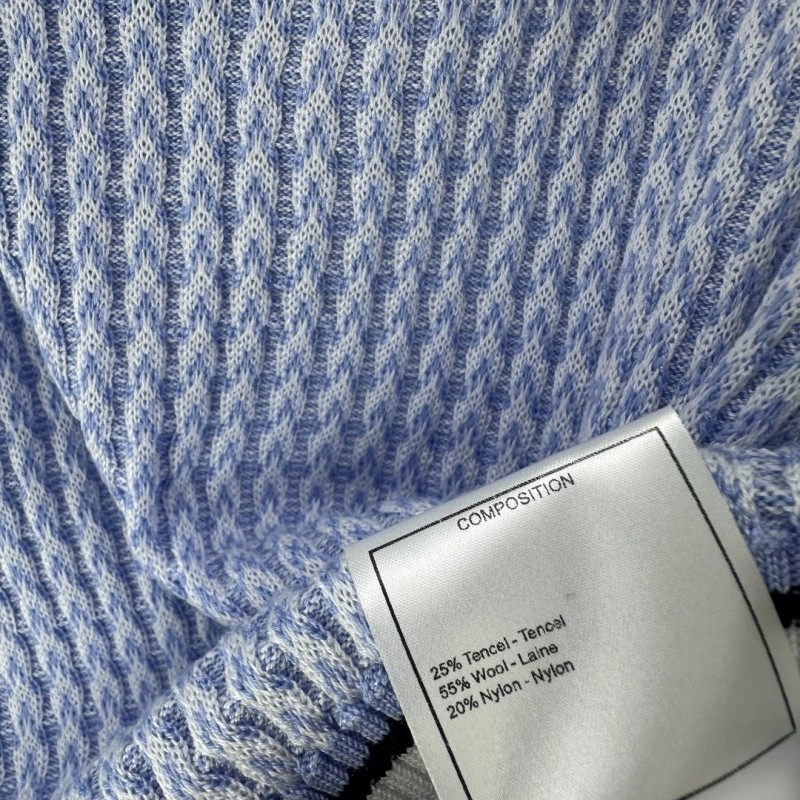 COMPOSITION
25% Tencel - Tencel
55% Wool - Laine
20% Nylon - Nylon